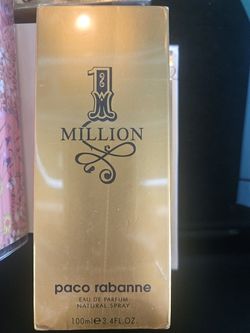 1
MILLION
paco rabanne
EAU DE PARFUM
NATURAL SPRAY
100ml e 3.4FL.OZ.